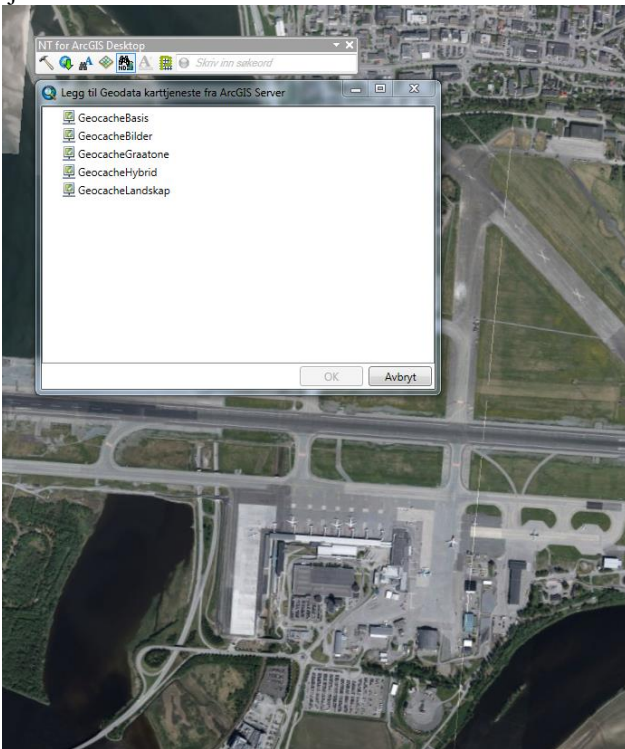 NT for ArcGIS Desktop
Skriv inn søkeord
Legg til Geodata karttjeneste fra ArcGIS Server
GeocacheBasis
GeocacheBilder
GeocacheGraatone
GeocacheHybrid
GeocacheLandskap
OK
Avbryt